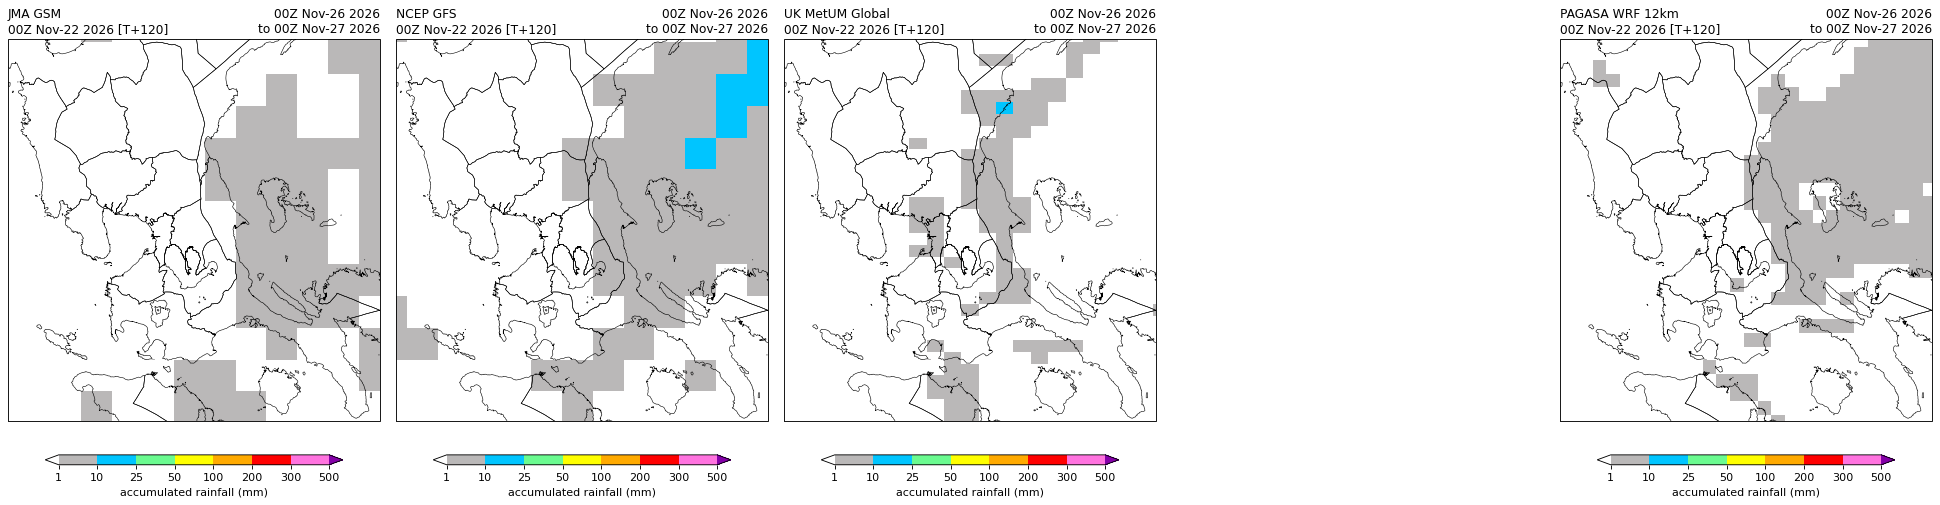 JMA GSM
00Z Nov-26 2026
00Z Nov-22 2026 [T+120]
to 00Z Nov-27 2026
NCEP GFS
00Z Nov-26 2026
00Z Nov-22 2026 [T+120]
to 00Z Nov-27 2026
UK MetUM Global
00Z Nov-26 2026
00Z Nov-22 2026 [T+120]
to 00Z Nov-27 2026
PAGASA WRF 12km
00Z Nov-26 2026
00Z Nov-22 2026 [T+120]
to 00Z Nov-27 2026
1 10 25 50 100 200 300 500
accumulated rainfall (mm)
1 10 25 50 100 200 300 500
accumulated rainfall (mm)
1 10 25 50 100 200 300 500
accumulated rainfall (mm)
1 10 25 50 100 200 300 500
accumulated rainfall (mm)